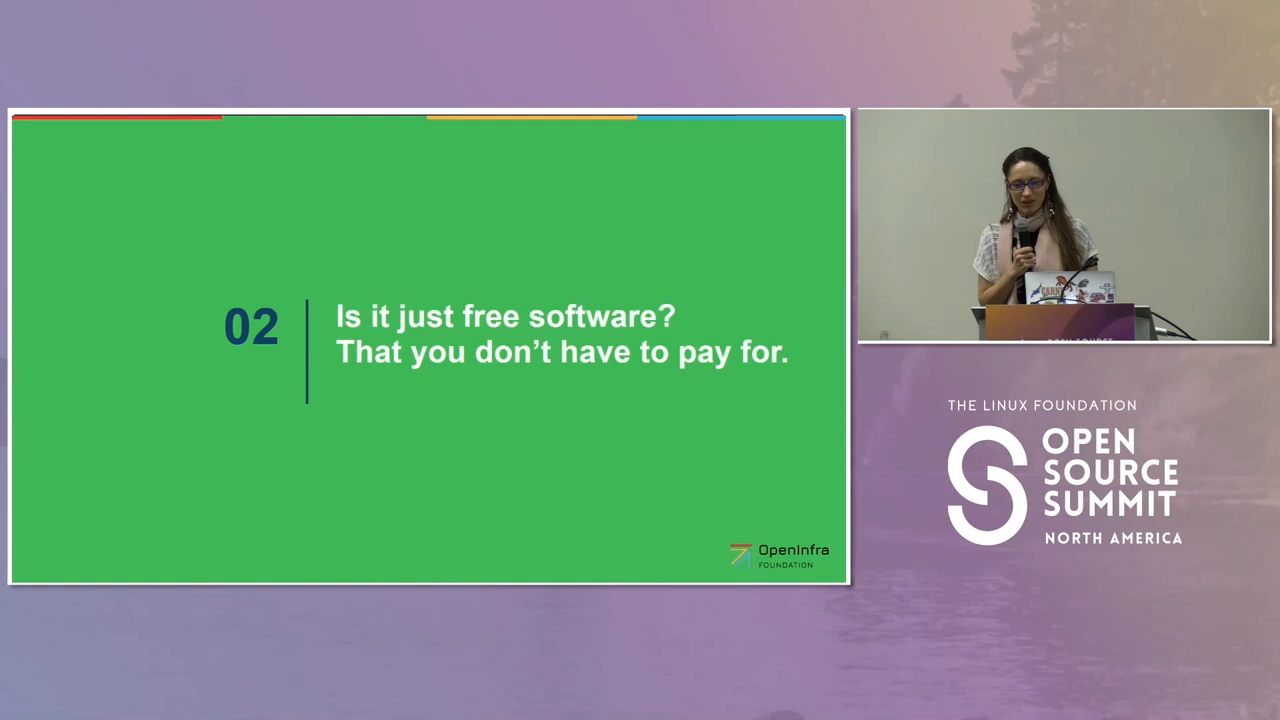 02
Is it just free software?
That you don’t have to pay for.
OpenInfra
FOUNDATION
THE LINUX FOUNDATION
OPEN
SOURCE
SUMMIT
NORTH AMERICA